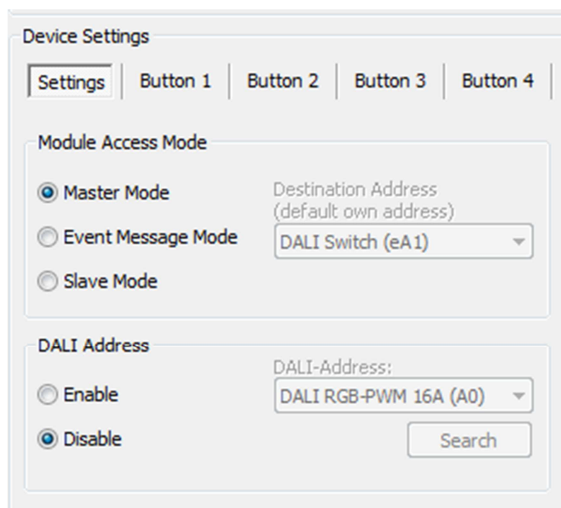 Device Settings
Settings Button 1 Button 2 Button 3 Button 4
Module Access Mode
Master Mode
Destination Address
(default own address)
Event Message Mode
DALI Switch (eA1)
Slave Mode
DALI Address
DALI-Address:
Enable
DALI RGB-PWM 16A (A0)
Disable
Search